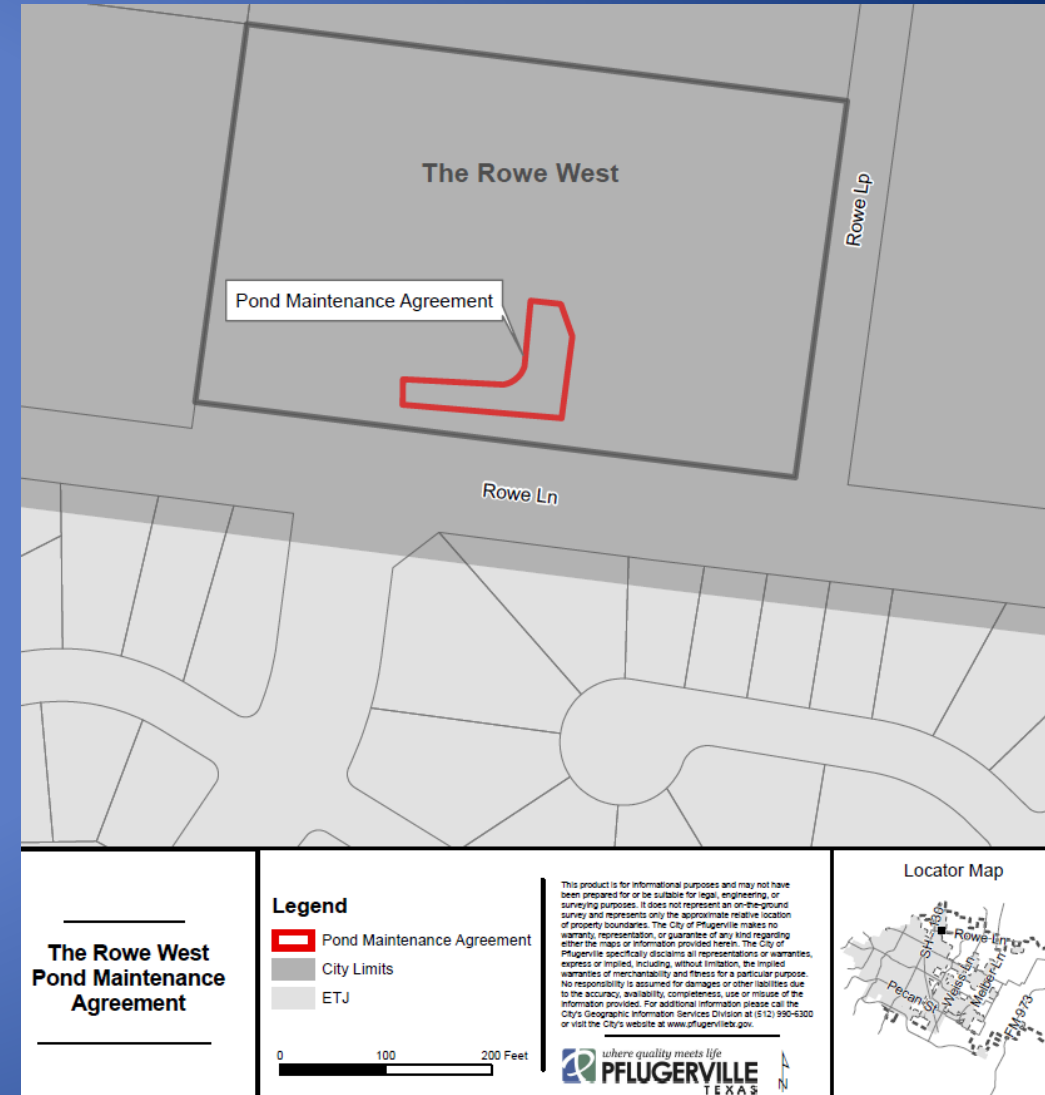 The Rowe West
Rowe Lp
Pond Maintenance Agreement
Rowe Ln
The Rowe West
Pond Maintenance
Agreement
Legend
Pond Maintenance Agreement
City Limits
ETJ
0 100 200 Feet
This product is for informational purposes and may not have
been prepared for or be suitable for legal, engineering, or
surveying purposes. It does not represent an on-the-ground
survey and represents only the approximate relative location
of property boundaries. The City of Pflugerville makes no
warranty, representation, or guarantee of any kind regarding
either the maps or information provided herein. The City of
Pflugerville specifically disclaims all representations or warranties,
express or implied, including, without limitation, the implied
warranties of merchantability and fitness for a particular purpose.
No responsibility is assumed for damages or other liabilities due
to the accuracy, availability, completeness, use or misuse of the
information provided. For additional information please call the
City's Geographic Information Services Division at (512) 990-6300
or visit the City's website at www.pflugervilletx.gov.
where quality meets life
PFLUGERVILLE
TEXAS
N
Locator Map
SH - 130
Rowe Ln
Weiss Ln
Melber Ln
Pecan St
FM 973